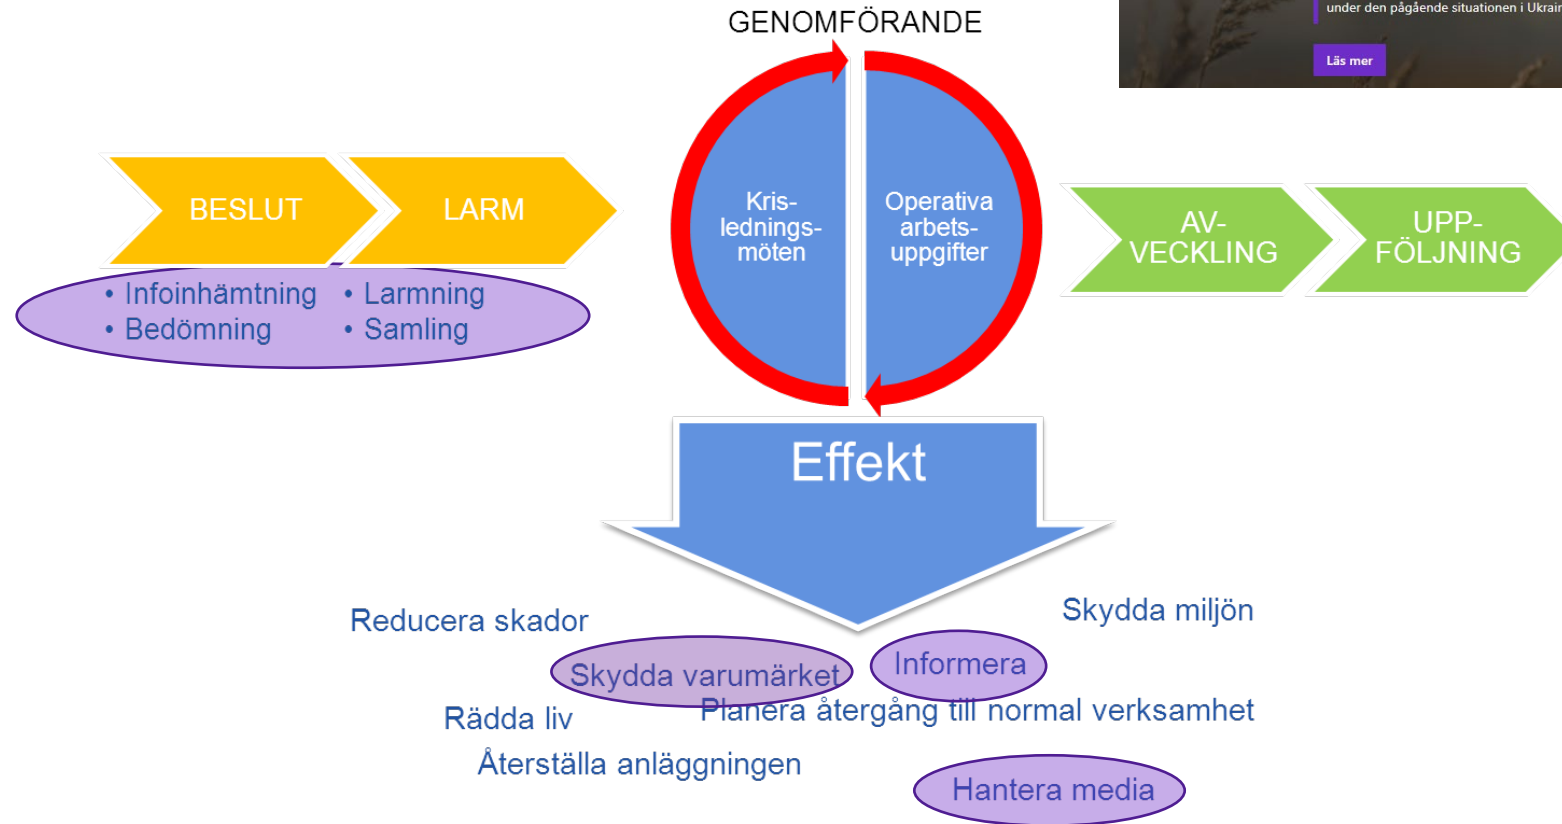 GENOMFÖRANDE
under den pågående situationen i Ukrain
Läs mer
BESLUT
LARM
• Infoinhämtning
• Bedömning
• Larmning
• Samling
Kris-
lednings-
möten
Operativa
arbets-
uppgifter
AV-
VECKLING
UPP-
FÖLJNING
Effekt
Reducera skador
Skydda miljön
Skydda varumärket
Informera
Rädda liv
Planera återgång till normal verksamhet
Återställa anläggningen
Hantera media